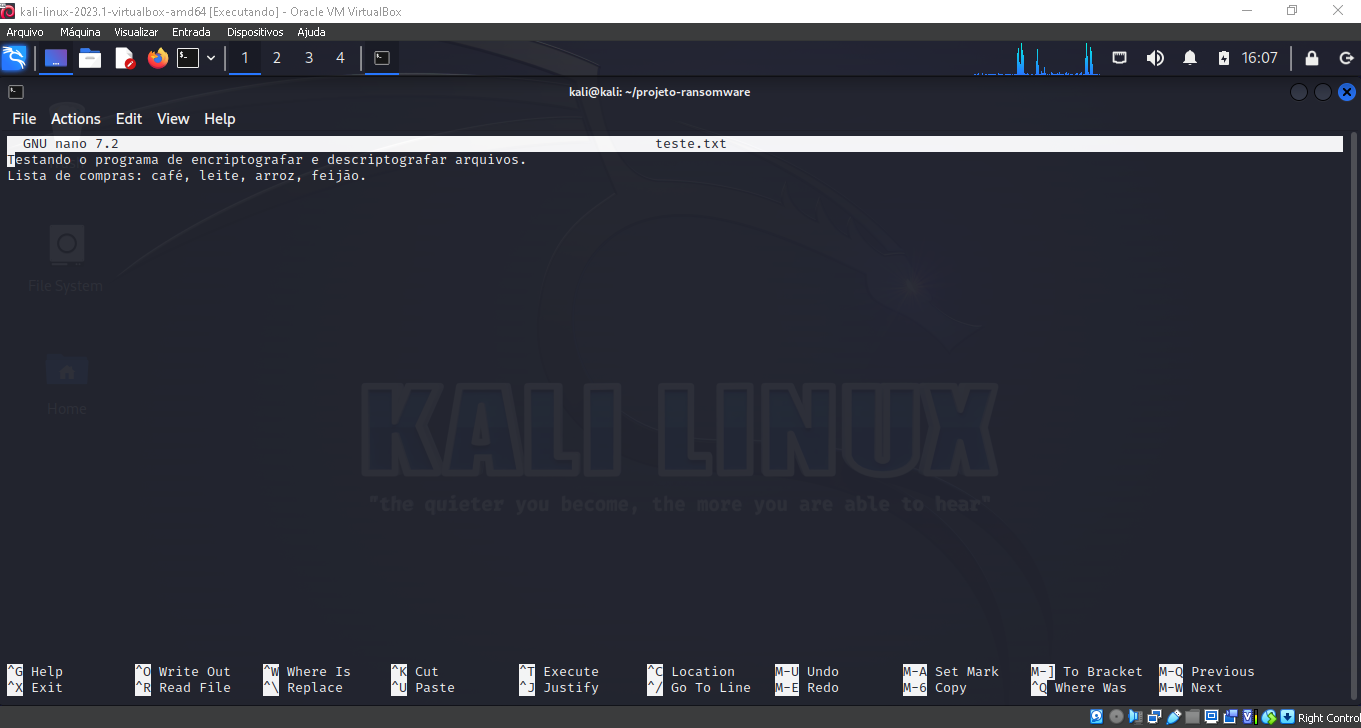 kali-linux-2023.1-virtualbox-amd64 [Executando] - Oracle VM VirtualBox
Arquivo Máquina Visualizar Entrada Dispositivos Ajuda
1 2 3 4 16:07
kali@kali: ~/projeto-ransomware
File Actions Edit View Help
GNU nano 7.2 teste.txt
Testando o programa de encriptografar e descriptografar arquivos.
Lista de compras: café, leite, arroz, feijão.
File System
Home
KALI LINUX
"the quieter you become, the more you are able to hear"
^G Help ^O Write Out ^W Where Is ^K Cut ^T Execute ^C Location M-U Undo M-A Set Mark M-] To Bracket M-Q Previous
^X Exit ^R Read File ^\ Replace ^U Paste ^J Justify ^/ Go To Line M-E Redo M-6 Copy ^Q Where Was M-W Next
Right Control